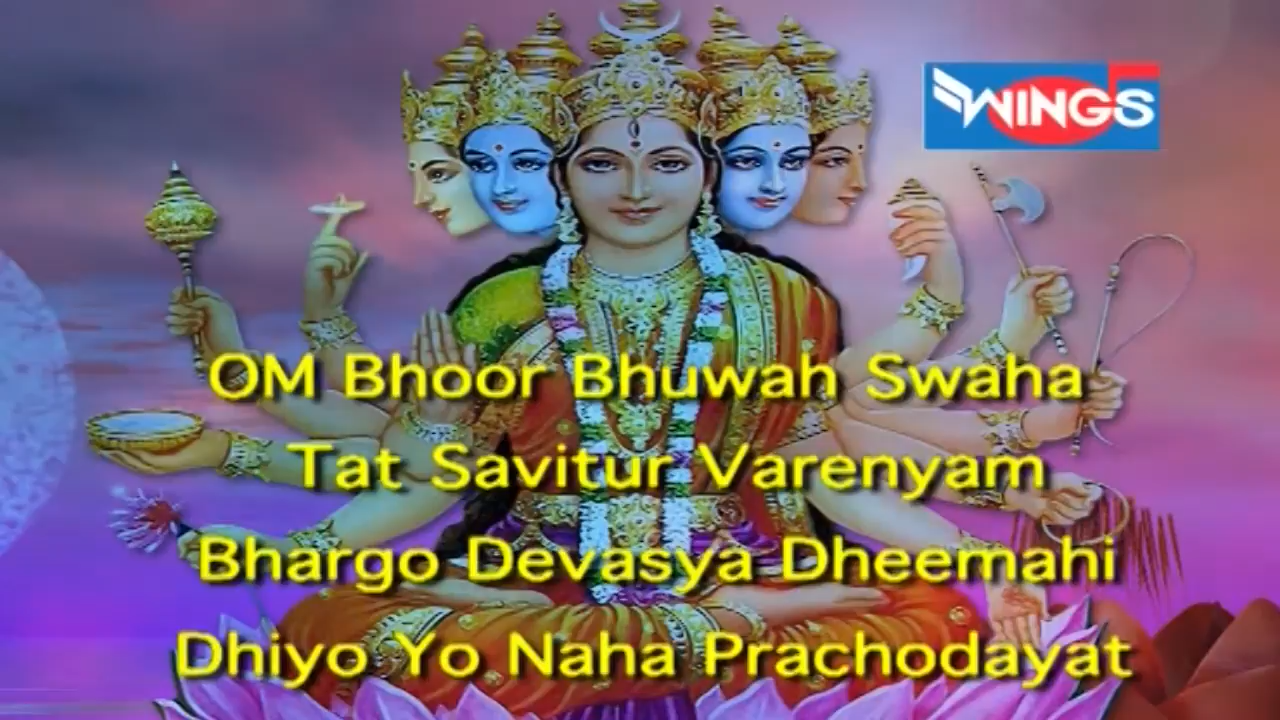 WINGS
OM Bhoor Bhuwah Swaha
Tat Savitur Varenyam
Bhargo Devasya Dheemahi
Dhiyo Yo Naha Prachodayat